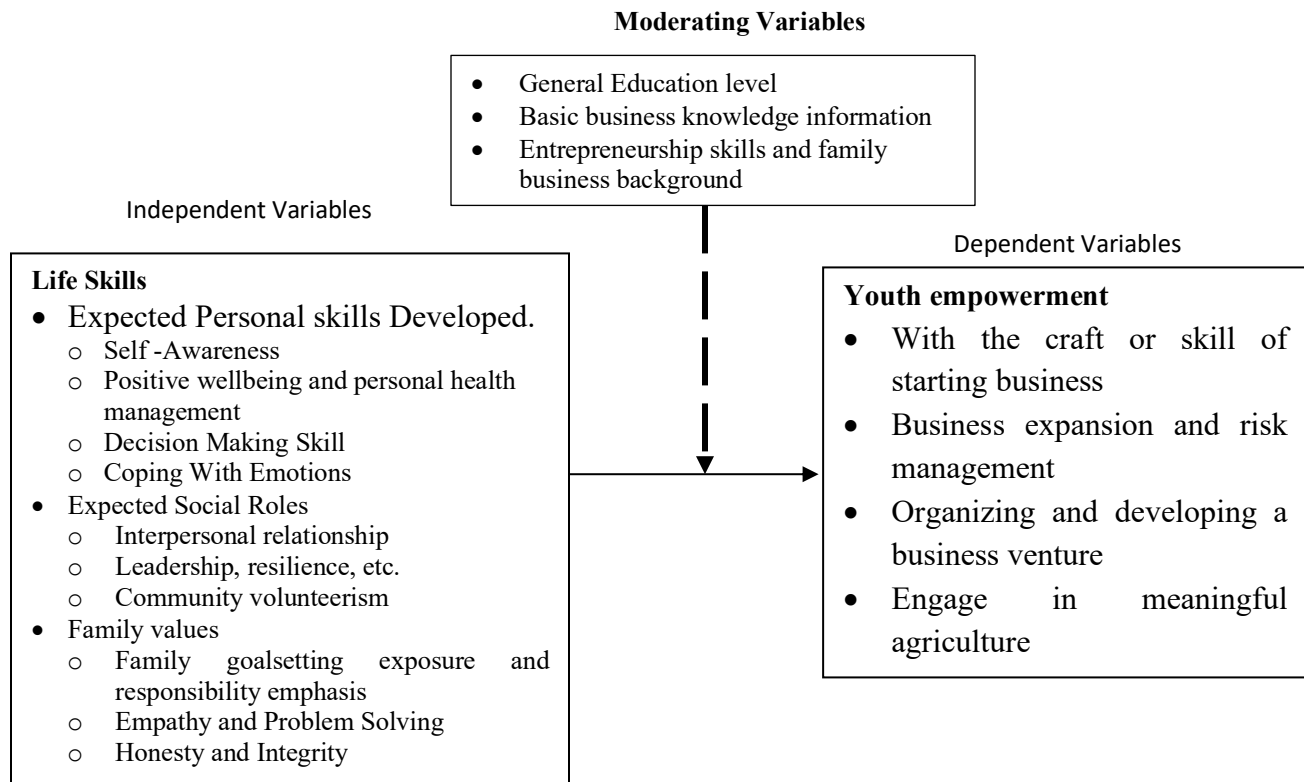 Moderating Variables
• General Education level
• Basic business knowledge information
• Entrepreneurship skills and family
business background
Independent Variables
Life Skills
• Expected Personal skills Developed.
o Self -Awareness
o Positive wellbeing and personal health
management
o Decision Making Skill
o Coping With Emotions
• Expected Social Roles
o Interpersonal relationship
o Leadership, resilience, etc.
o Community volunteerism
• Family values
o Family goalsetting exposure and
responsibility emphasis
o Empathy and Problem Solving
o Honesty and Integrity
Dependent Variables
Youth empowerment
• With the craft or skill of
starting business
• Business expansion and risk
management
• Organizing and developing a
business venture
• Engage in meaningful
agriculture